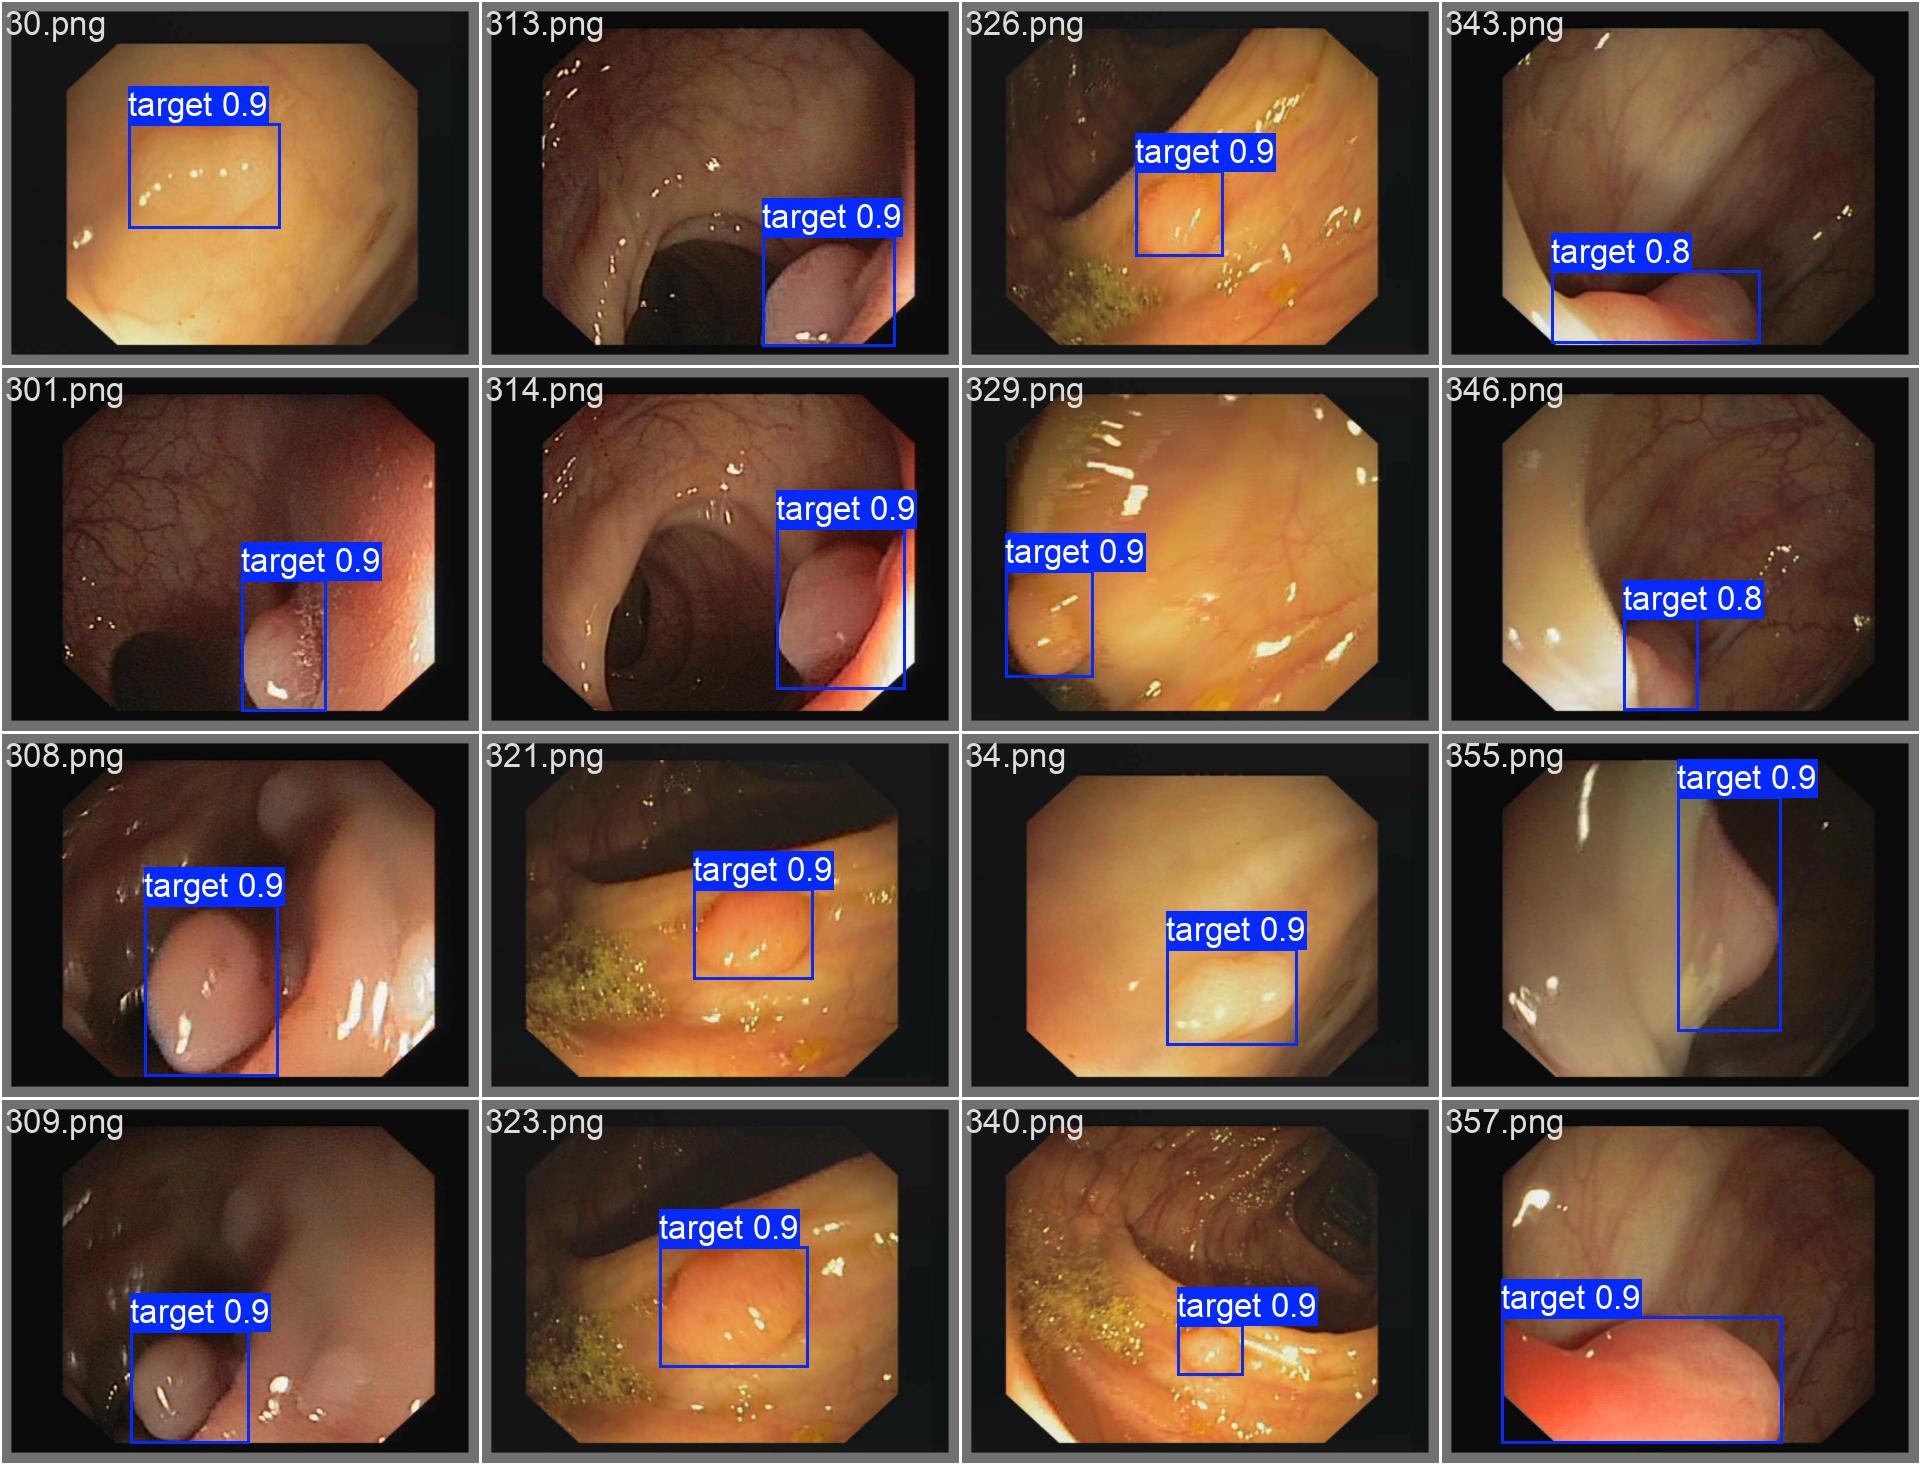 30.png
target 0.9
313.png
target 0.9
326.png
target 0.9
343.png
target 0.8
301.png
target 0.9
314.png
target 0.9
329.png
target 0.9
346.png
target 0.8
308.png
target 0.9
321.png
target 0.9
34.png
target 0.9
355.png
target 0.9
309.png
target 0.9
323.png
target 0.9
340.png
target 0.9
357.png
target 0.9